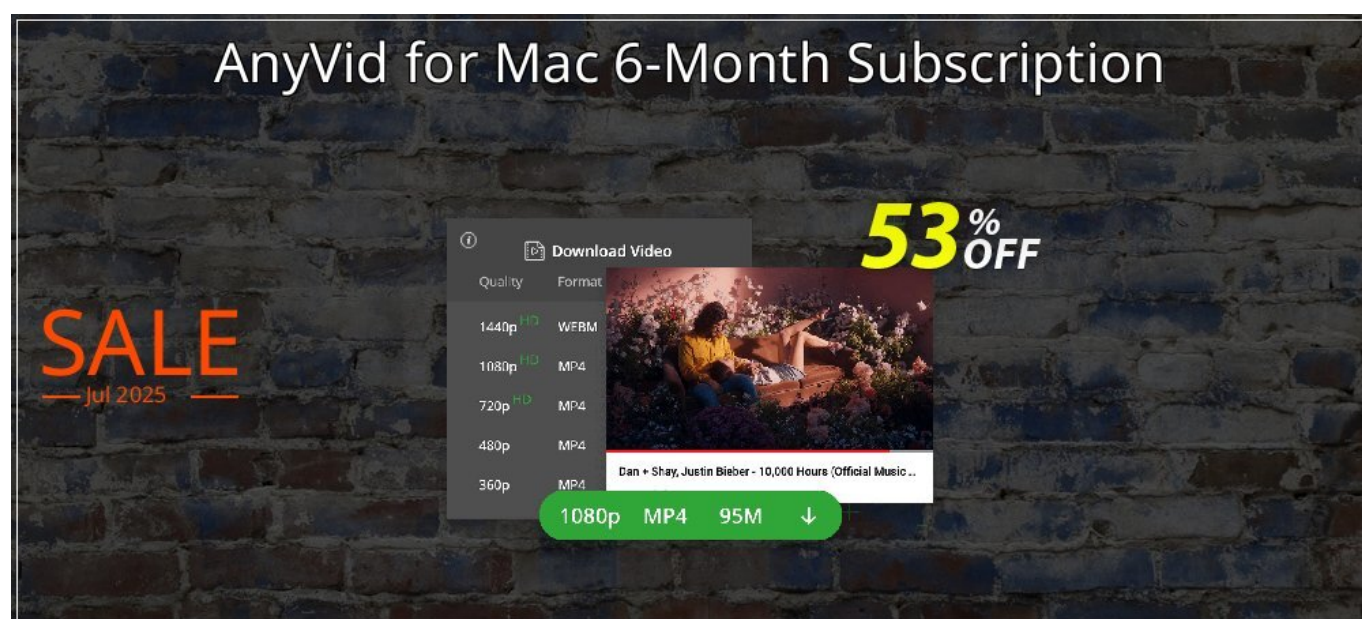 AnyVid for Mac 6-Month Subscription
53% OFF
Download Video
Quality Format
1440p HD WEBM
1080p HD MP4
720p HD MP4
480p MP4
360p MP4
SALE
Jul 2025
Dan + Shay, Justin Bieber - 10,000 Hours (Official Music ...
1080p MP4 95M ↓